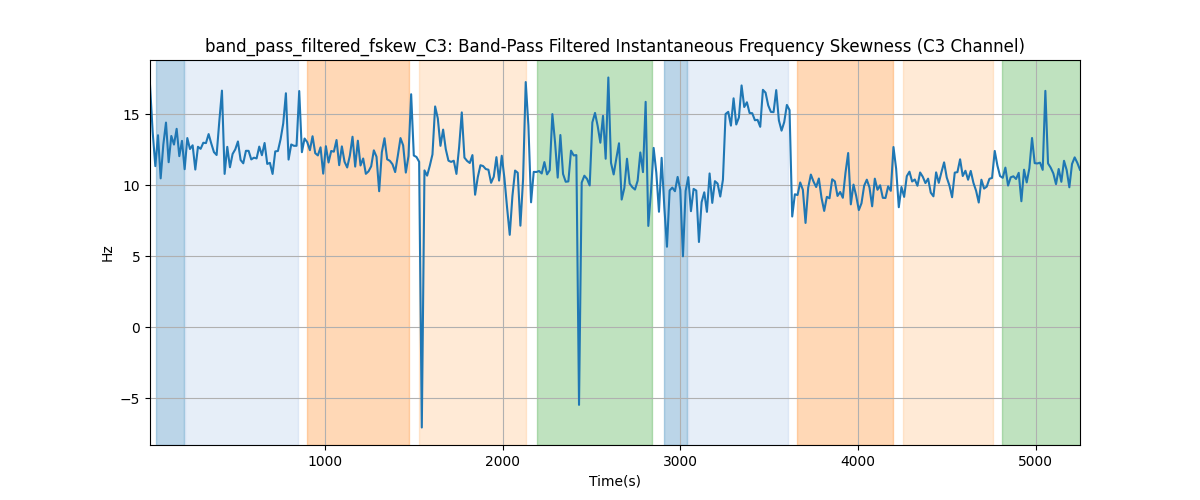 band_pass_filtered_fskew_C3: Band-Pass Filtered Instantaneous Frequency Skewness (C3 Channel)
15
10
5
0
−5
Hz
1000 2000 3000 4000 5000
Time(s)